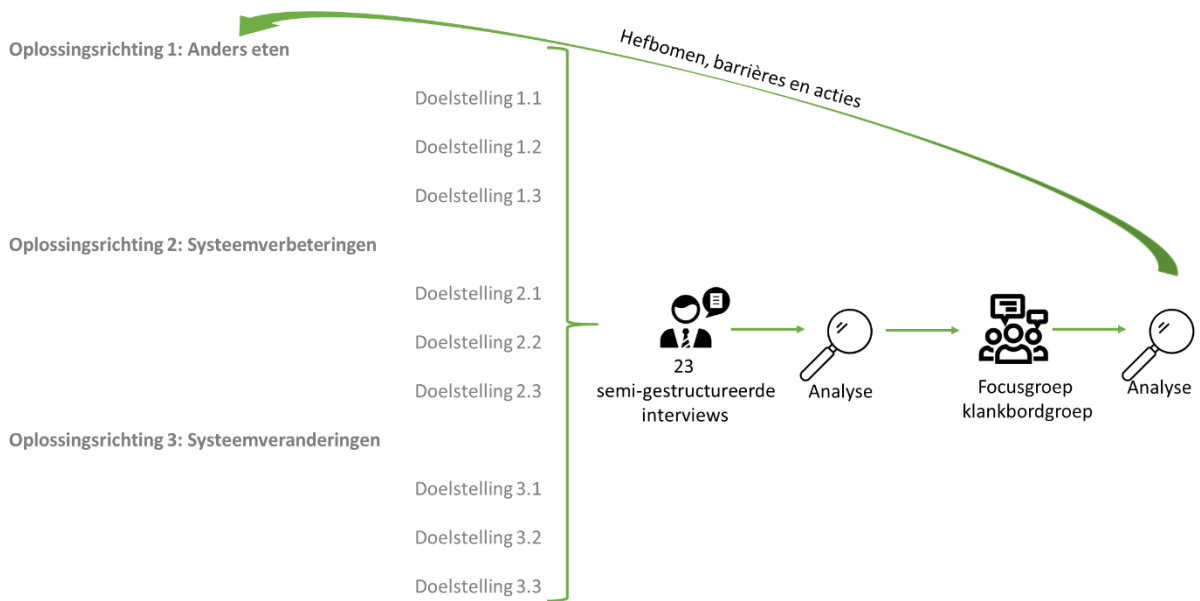 Oplossingsrichting 1: Anders eten
Doelstelling 1.1
Doelstelling 1.2
Doelstelling 1.3
Oplossingsrichting 2: Systeemverbeteringen
Doelstelling 2.1
Doelstelling 2.2
Doelstelling 2.3
Oplossingsrichting 3: Systeemveranderingen
Doelstelling 3.1
Doelstelling 3.2
Doelstelling 3.3
23
semi-gestructureerde
interviews
Analyse
Focusgroep
klankbordgroep
Analyse
Hefbomen, barrières en acties